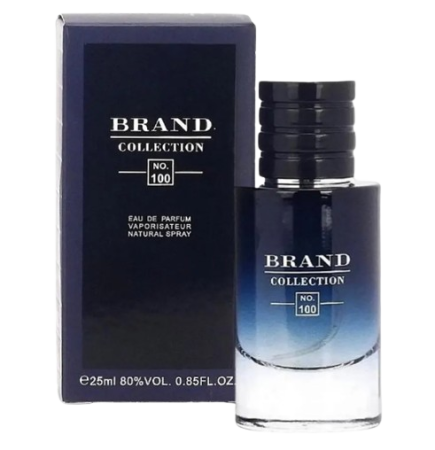 BRAND
COLLECTION
NO.
100
EAU DE PARFUM
VAPORISATEUR
NATURAL SPRAY
℮25ml 80%VOL. 0.85FL.OZ.
BRAND
COLLECTION
NO.
100